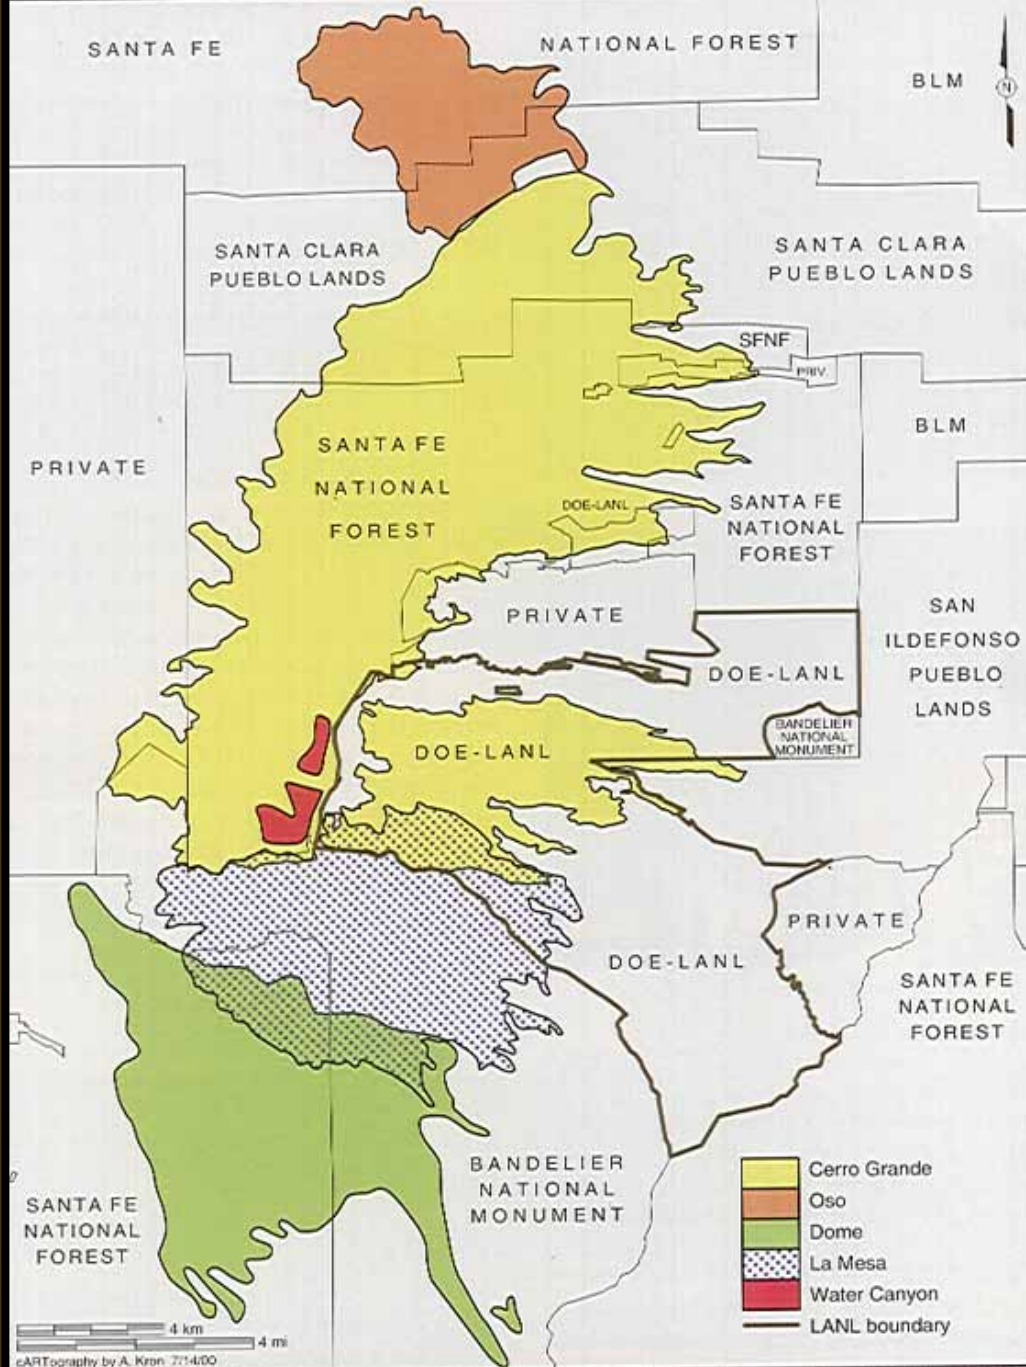 SANTA FE
NATIONAL FOREST
BLM
N
SANTA CLARA
PUEBLO LANDS
SANTA CLARA
PUEBLO LANDS
SFNF
PRIV.
BLM
PRIVATE
SANTA FE
NATIONAL
FOREST
DOE-LANL
SANTA FE
NATIONAL
FOREST
PRIVATE
SAN
ILDEFONSO
PUEBLO
LANDS
DOE-LANL
BANDELIER
NATIONAL
MONUMENT
DOE-LANL
PRIVATE
DOE-LANL
SANTA FE
NATIONAL
FOREST
BANDELIER
NATIONAL
MONUMENT
SANTA FE
NATIONAL
FOREST
Cerro Grande
Oso
Dome
La Mesa
Water Canyon
LANL boundary
4 km
4 mi
cARTography by A. Kron 7/14/00